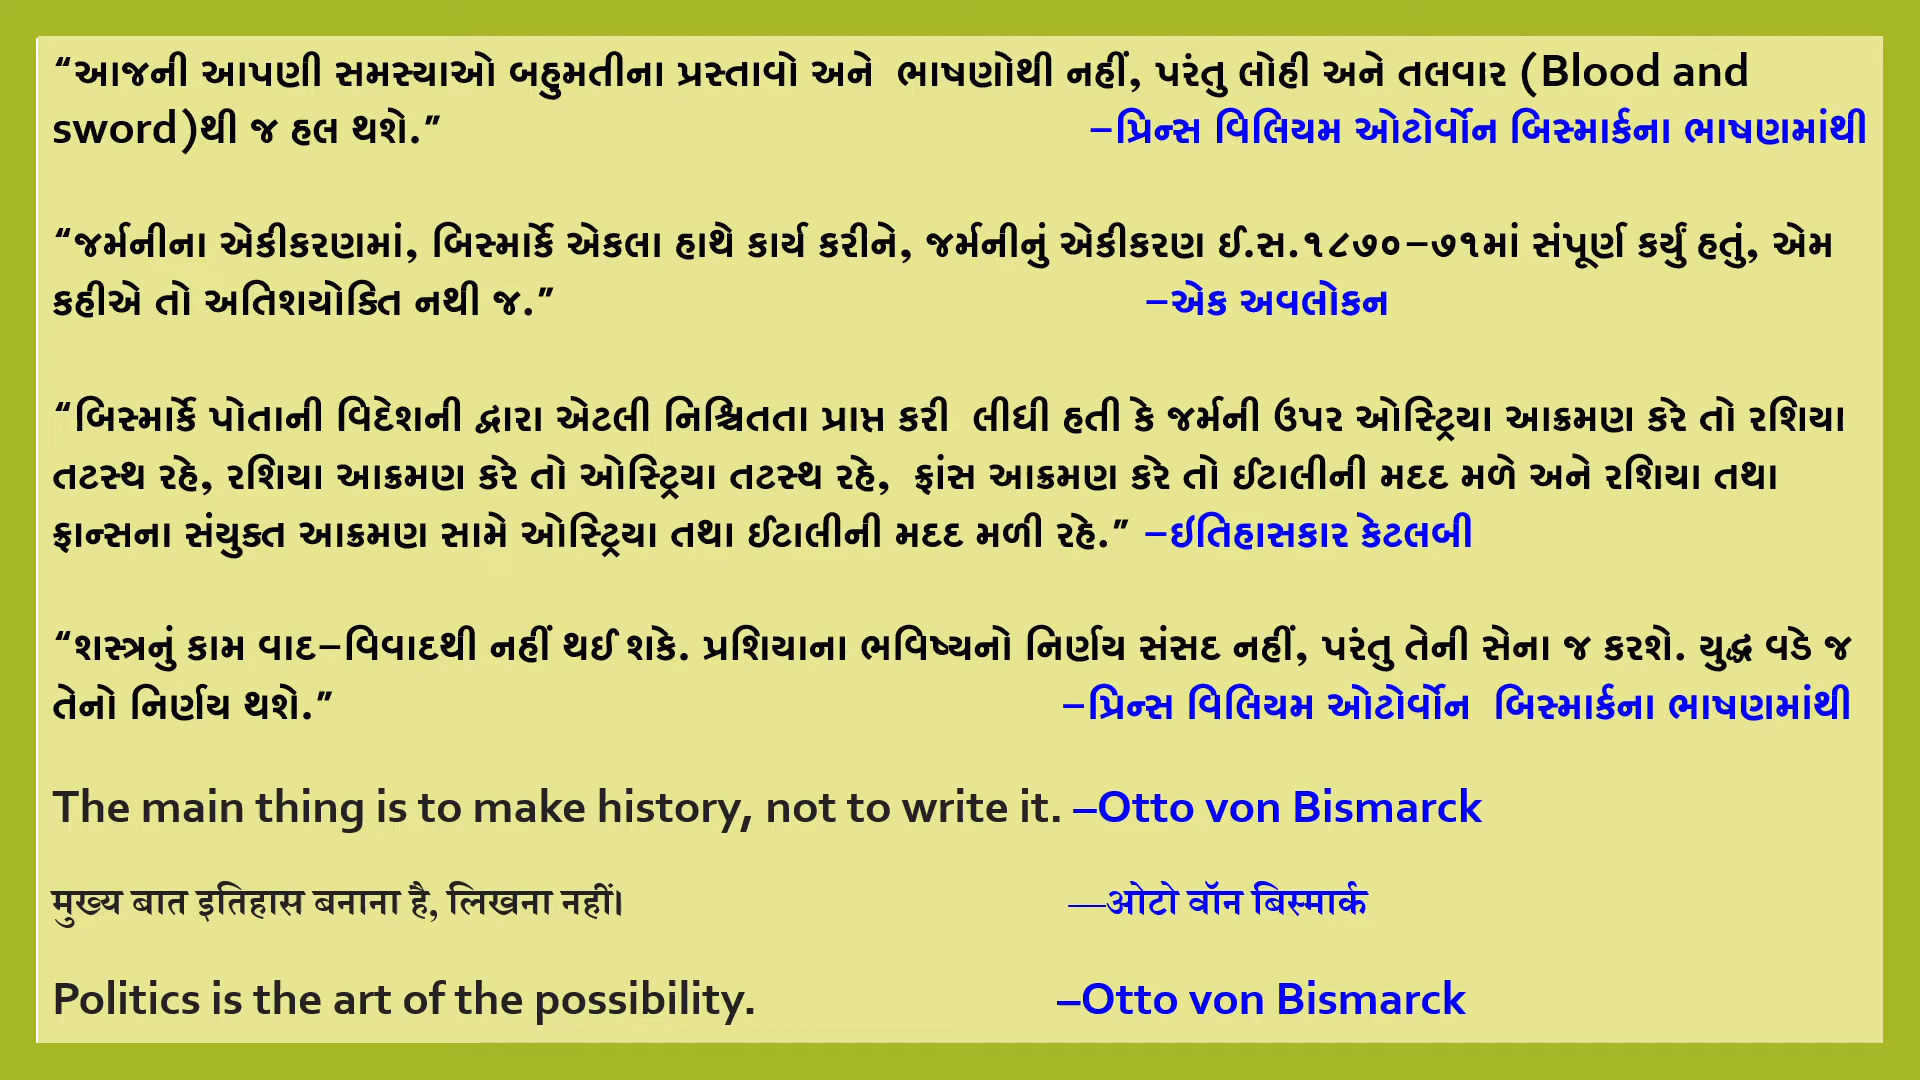 “આજની આપણી સમસ્યાઓ બહુમતીના પ્રસ્તાવો અને ભાષણોથી નહીં, પરંતુ લોહી અને તલવાર (Blood and
sword)થી જ હલ થશે.” –પ્રિન્સ વિલિયમ ઓટોર્વોન બિસ્માર્કના ભાષણમાંથી
“જર્મનીના એકીકરણમાં, બિસ્માર્કે એકલા હાથે કાર્ય કરીને, જર્મનીનું એકીકરણ ઈ.સ.૧૮૭૦–૭૧માં સંપૂર્ણ કર્યું હતું, એમ
કહીએ તો અતિશયોક્તિ નથી જ.” –એક અવલોકન
“બિસ્માર્કે પોતાની વિદેશની દ્વારા એટલી નિશ્ચિતતા પ્રાપ્ત કરી લીધી હતી કે જર્મની ઉપર ઓસ્ટ્રિયા આક્રમણ કરે તો રશિયા
તટસ્થ રહે, રશિયા આક્રમણ કરે તો ઓસ્ટ્રિયા તટસ્થ રહે, ફ્રાંસ આક્રમણ કરે તો ઈટાલીની મદદ મળે અને રશિયા તથા
ફ્રાન્સના સંયુક્ત આક્રમણ સામે ઓસ્ટ્રિયા તથા ઈટાલીની મદદ મળી રહે.” –ઇતિહાસકાર કેટલબી
“શસ્ત્રનું કામ વાદ–વિવાદથી નહીં થઈ શકે. પ્રશિયાના ભવિષ્યનો નિર્ણય સંસદ નહીં, પરંતુ તેની સેના જ કરશે. યુદ્ધ વડે જ
તેનો નિર્ણય થશે.” –પ્રિન્સ વિલિયમ ઓટોર્વોન બિસ્માર્કના ભાષણમાંથી
The main thing is to make history, not to write it. –Otto von Bismarck
मुख्य बात इतिहास बनाना है, लिखना नहीं। —ओटो वॉन बिस्मार्क
Politics is the art of the possibility. –Otto von Bismarck